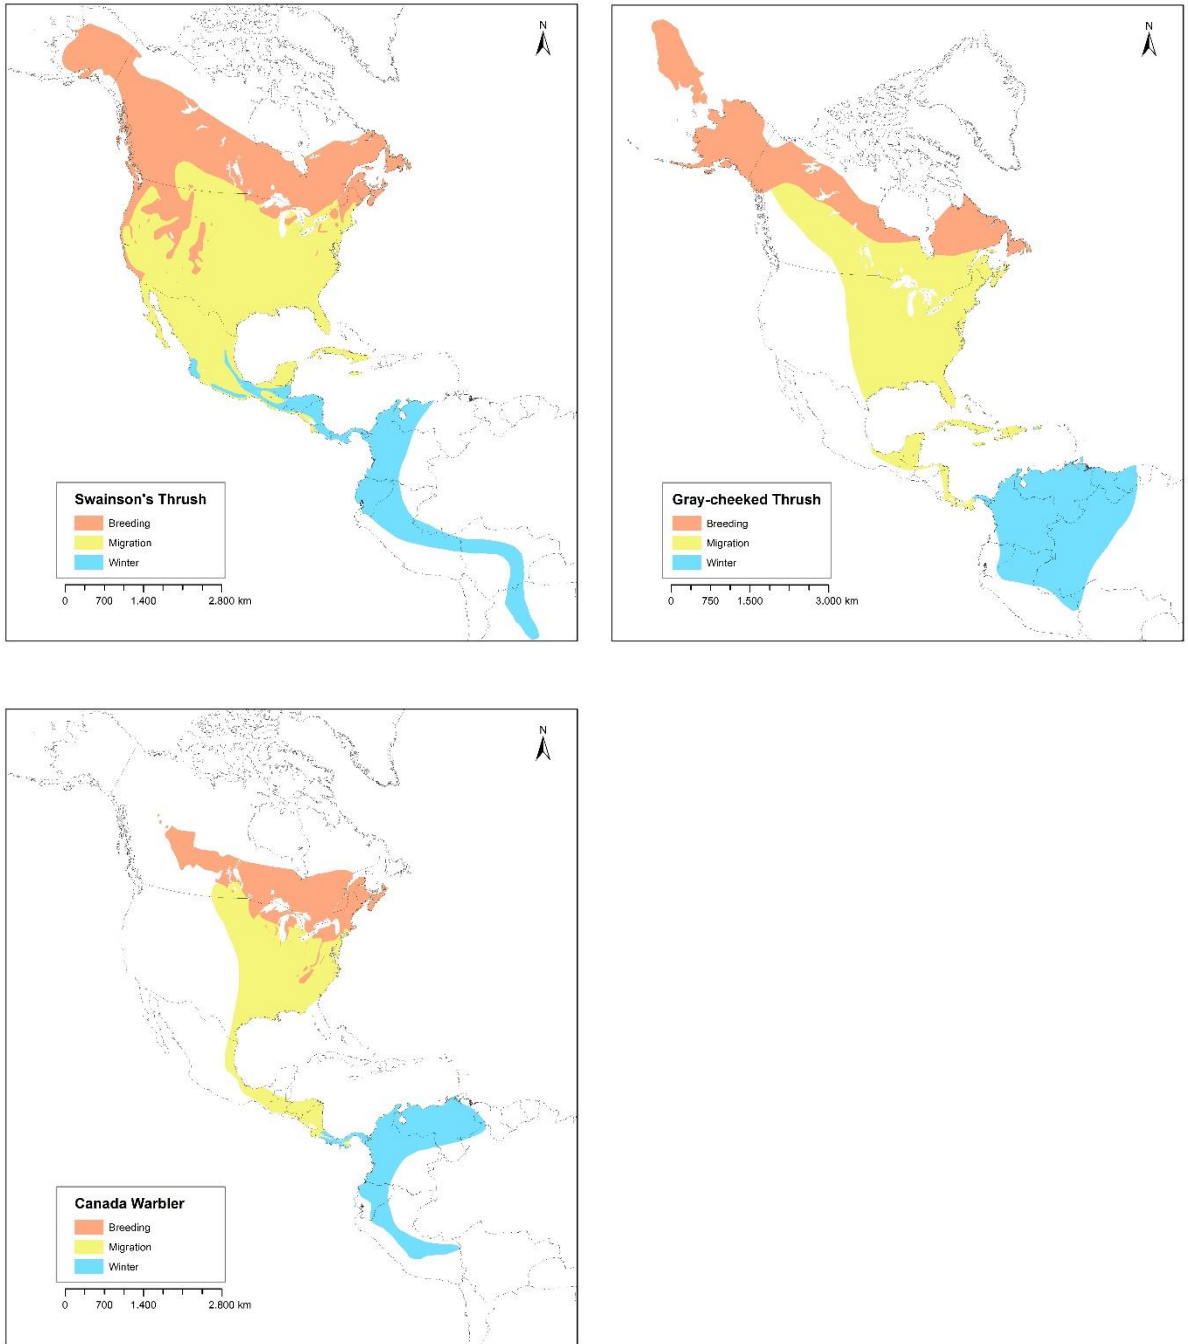 N
Swainson's Thrush
Breeding
Migration
Winter
0 700 1.400 2.800 km
N
Gray-cheeked Thrush
Breeding
Migration
Winter
0 750 1.500 3.000 km
N
Canada Warbler
Breeding
Migration
Winter
0 700 1.400 2.800 km